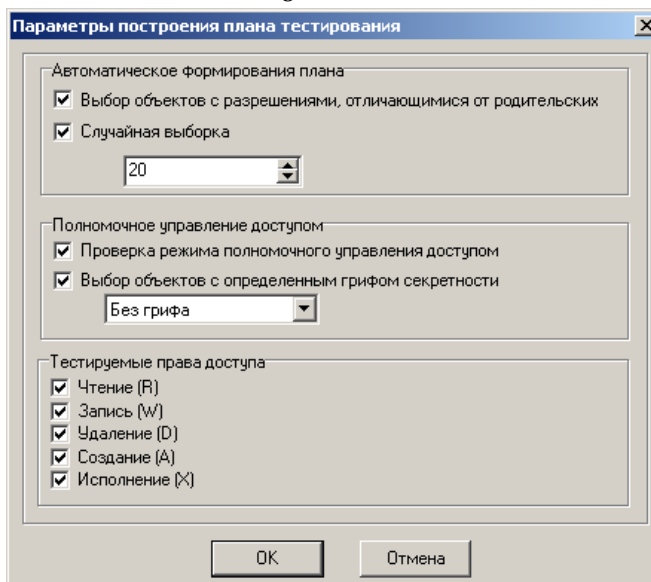 Параметры построения плана тестирования
Автоматическое формирования плана
Выбор объектов с разрешениями, отличающимися от родительских
Случайная выборка
20
Полномочное управление доступом
Проверка режима полномочного управления доступом
Выбор объектов с определенным грифом секретности
Без грифа
Тестируемые права доступа
Чтение (R)
Запись (W)
Удаление (D)
Создание (A)
Исполнение (X)
OK Отмена